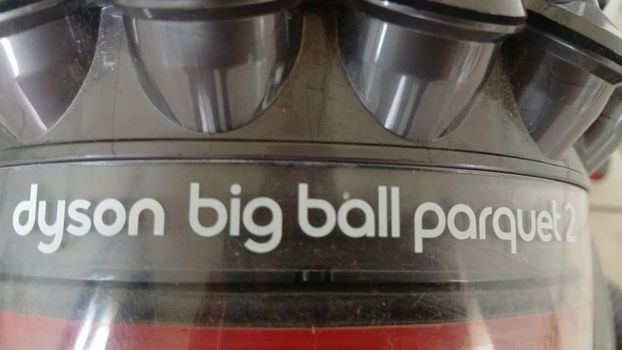 dyson big ball parquet 2